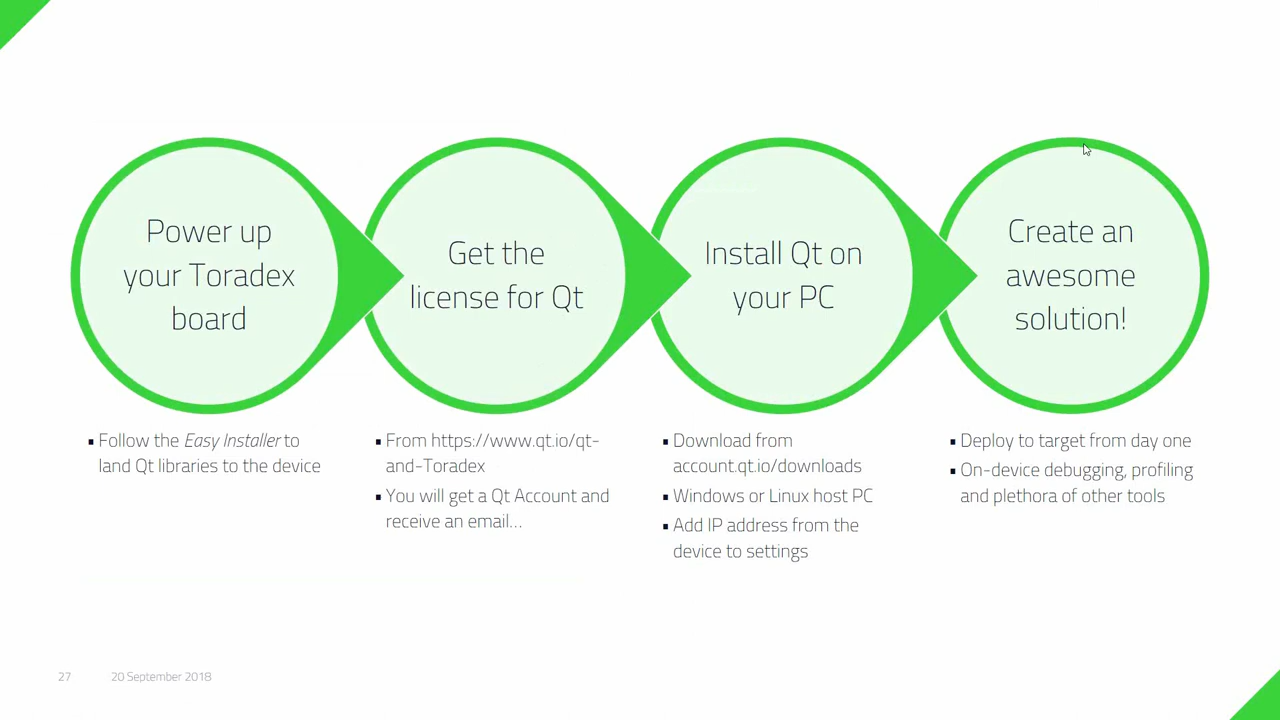 Power up
your Toradex
board
Get the
license for Qt
Install Qt on
your PC
Create an
awesome
solution!
▪ Follow the Easy Installer to
land Qt libraries to the device
▪ From https://www.qt.io/qt-
and-Toradex
▪ You will get a Qt Account and
receive an email...
▪ Download from
account.qt.io/downloads
▪ Windows or Linux host PC
▪ Add IP address from the
device to settings
▪ Deploy to target from day one
▪ On-device debugging, profiling
and plethora of other tools
27 20 September 2018